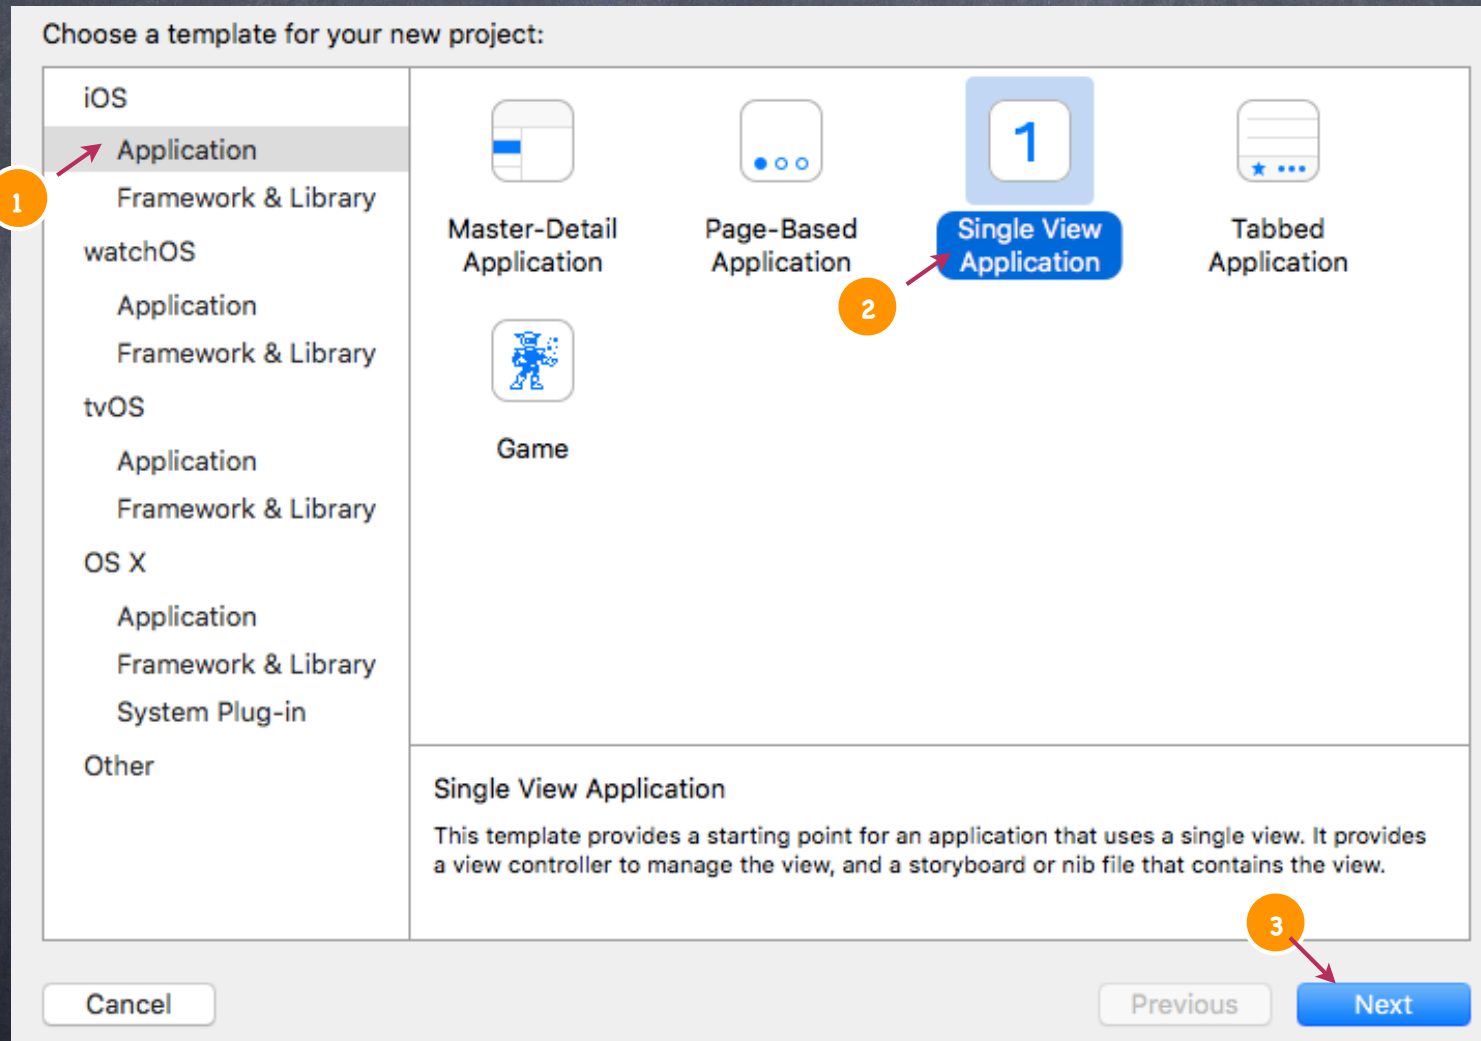 Choose a template for your new project:
iOS
Application
Framework & Library
watchOS
Application
Framework & Library
tvOS
Application
Framework & Library
OS X
Application
Framework & Library
System Plug-in
Other
1
Master-Detail
Application
Page-Based
Application
1
Single View
Application
Tabbed
Application
2
Game
Single View Application
This template provides a starting point for an application that uses a single view. It provides
a view controller to manage the view, and a storyboard or nib file that contains the view.
3
Cancel
Previous
Next